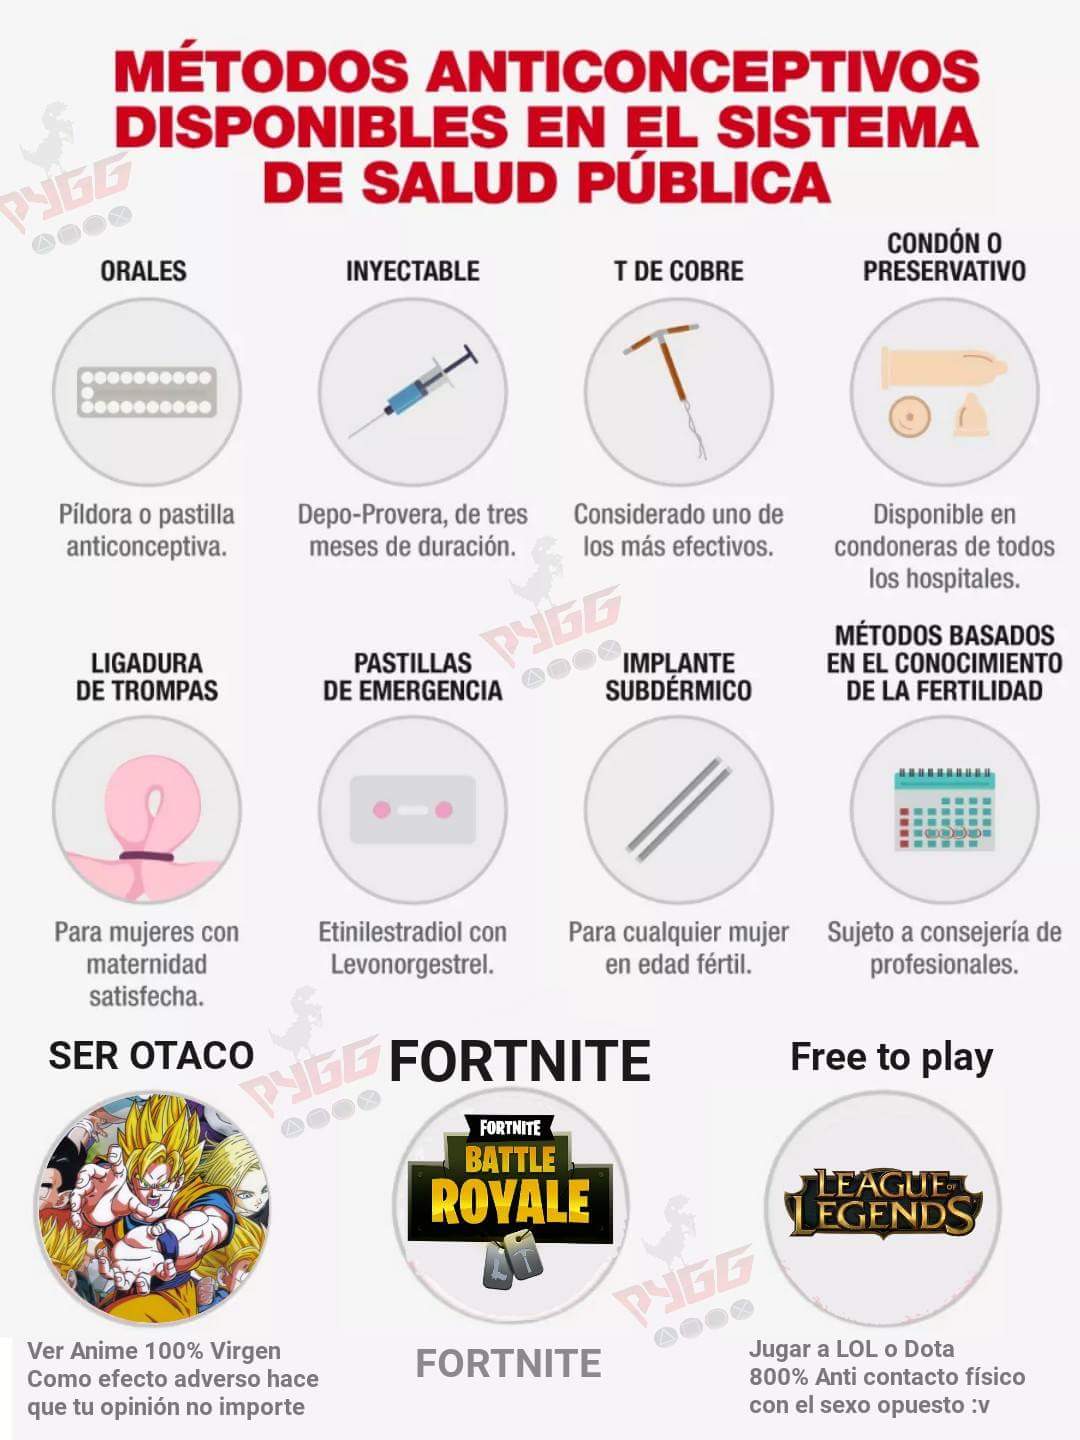 MÉTODOS ANTICONCEPTIVOS
DISPONIBLES EN EL SISTEMA
DE SALUD PÚBLICA
PYGG
ORALES
Píldora o pastilla
anticonceptiva.
INYECTABLE
Depo-Provera, de tres
meses de duración.
T DE COBRE
Considerado uno de
los más efectivos.
CONDÓN O
PRESERVATIVO
Disponible en
condoneras de todos
los hospitales.
PYGG
LIGADURA
DE TROMPAS
Para mujeres con
maternidad
satisfecha.
PASTILLAS
DE EMERGENCIA
Etinilestradiol con
Levonorgestrel.
IMPLANTE
SUBDÉRMICO
Para cualquier mujer
en edad fértil.
MÉTODOS BASADOS
EN EL CONOCIMIENTO
DE LA FERTILIDAD
Sujeto a consejería de
profesionales.
SER OTACO
PYGG
Ver Anime 100% Virgen
Como efecto adverso hace
que tu opinión no importe
FORTNITE
FORTNITE
BATTLE
ROYALE
FORTNITE
PYGG
Free to play
LEAGUE OF
LEGENDS
Jugar a LOL o Dota
800% Anti contacto físico
con el sexo opuesto :v